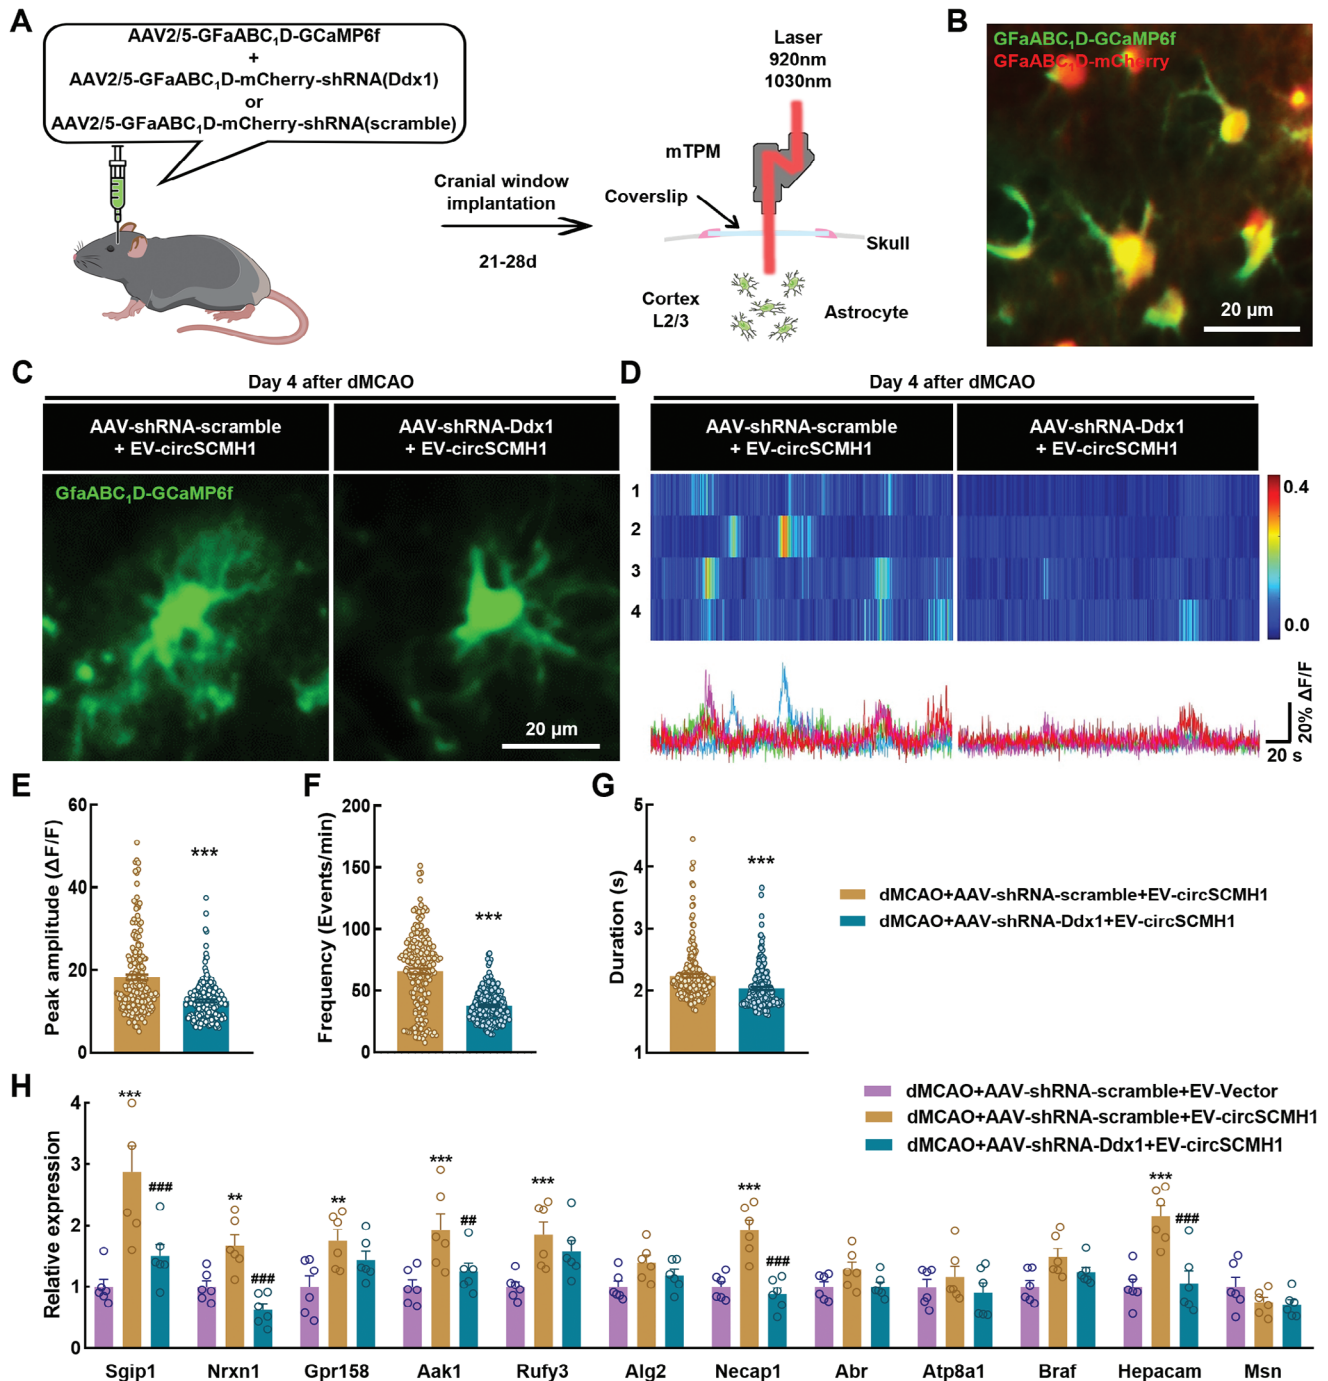 A
AAV2/5-GFaABC1D-GCaMP6f
+
AAV2/5-GFaABC1D-mCherry-shRNA(Ddx1)
or
AAV2/5-GFaABC1D-mCherry-shRNA(scramble)
Cranial window
implantation
21-28d
Laser
920nm
1030nm
mTPM
Coverslip
Skull
Cortex
L2/3
Astrocyte
B
GFaABC1D-GCaMP6f
GFaABC1D-mCherry
20 μm
C
Day 4 after dMCAO
AAV-shRNA-scramble
+ EV-circSCMH1
AAV-shRNA-Ddx1
+ EV-circSCMH1
GfaABC1D-GCaMP6f
20 μm
D
Day 4 after dMCAO
AAV-shRNA-scramble
+ EV-circSCMH1
AAV-shRNA-Ddx1
+ EV-circSCMH1
1
2
3
4
0.4
0.0
20% ΔF/F
20 s
E
Peak amplitude (ΔF/F)
60
40
20
0
***
F
Frequency (Events/min)
200
150
100
50
0
***
G
Duration (s)
5
4
3
2
1
***
dMCAO+AAV-shRNA-scramble+EV-circSCMH1
dMCAO+AAV-shRNA-Ddx1+EV-circSCMH1
H
Relative expression
4
3
2
1
0
dMCAO+AAV-shRNA-scramble+EV-Vector
dMCAO+AAV-shRNA-scramble+EV-circSCMH1
dMCAO+AAV-shRNA-Ddx1+EV-circSCMH1
*** ### ** ### ** *** ## *** *** ### *** ###
Sgip1 Nrxn1 Gpr158 Aak1 Rufy3 Alg2 Necap1 Abr Atp8a1 Braf Hepacam Msn